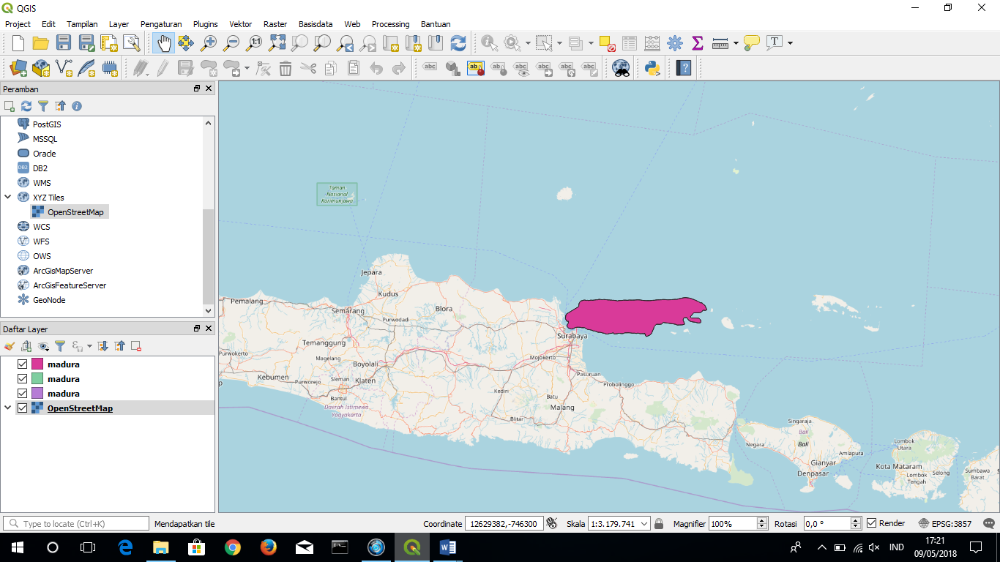 QGIS
Project Edit Tampilan Layer Pengaturan Plugins Vektor Raster Basisdata Web Processing Bantuan
Peramban
PostGIS
MSSQL
Oracle
DB2
DB2
WMS
XYZ Tiles
OpenStreetMap
WCS
WFS
OWS
ArcGisMapServer
ArcGisFeatureServer
GeoNode
Daftar Layer
madura
madura
madura
OpenStreetMap
Taman
Nasional
Karimunjawa
Jepara
Kudus
Pemalang
Semarang
Blora
Purwodadi
Surabaya
Temanggung
Purwokerto
Magelang
Boyolali
Mojokerto
Pasuruan
Kebumen
Purworejo
Sleman
Klaten
Probolinggo
Kediri
Batu
Bantul
Malang
Daerah Istimewa
Yogyakarta
Blitar
Singaraja
Bali
Bali
Negara
Amlapura
Gianyar
Denpasar
Lombok
Utara
Kota Mataram
Lombok
Tengah
Selong
Sumbawa
Barat
Type to locate (Ctrl+K)
Mendapatkan tile
Coordinate 12629382,-746300
Skala 1:3.179.741
Magnifier 100%
Rotasi 0,0 °
Render
EPSG:3857
IND
17:21
09/05/2018